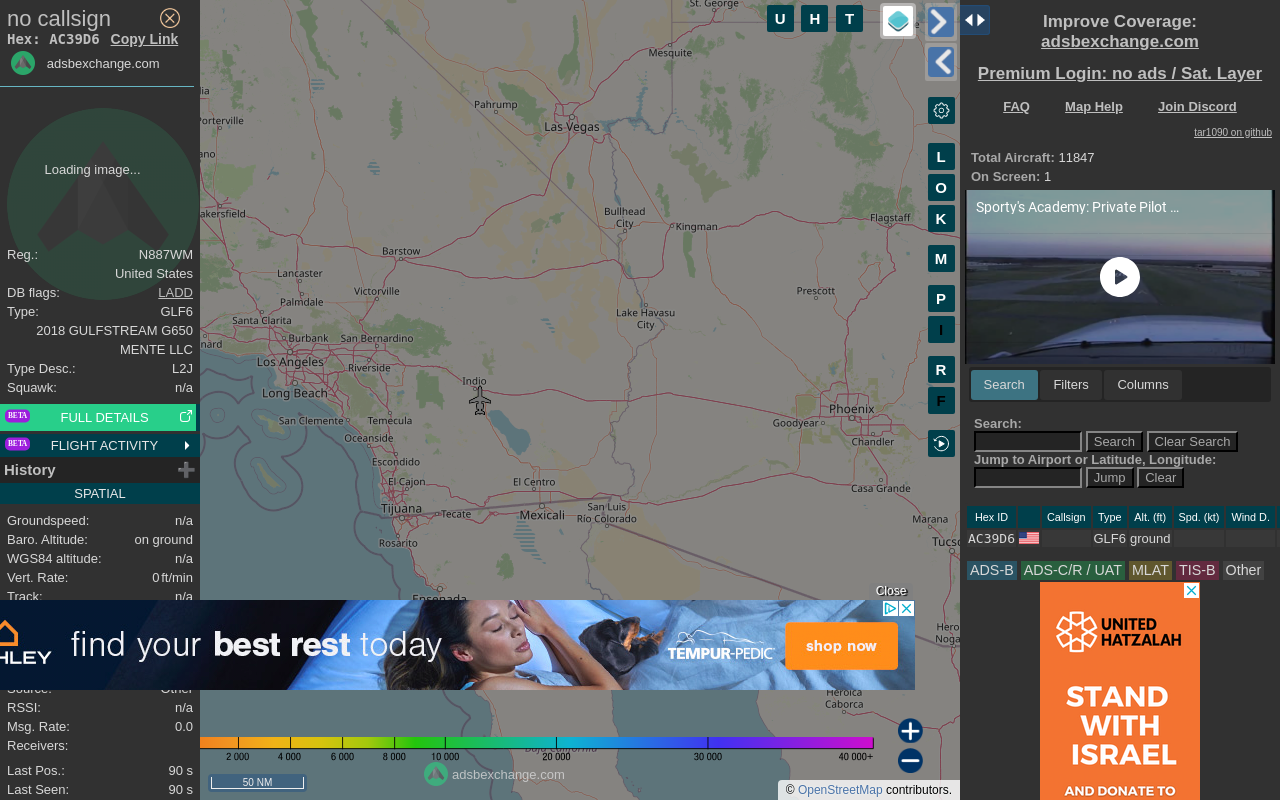 no callsign
Hex: AC39D6 Copy Link
adsbexchange.com
Loading image...
Reg.: N887WM
United States
DB flags: LADD
Type: GLF6
2018 GULFSTREAM G650
MENTE LLC
Type Desc.: L2J
Squawk: n/a
BETA FULL DETAILS
BETA FLIGHT ACTIVITY
History
SPATIAL
Groundspeed: n/a
Baro. Altitude: on ground
WGS84 altitude: n/a
Vert. Rate: 0 ft/min
Track: n/a
Source: Other
RSSI: n/a
Msg. Rate: 0.0
Receivers:
Last Pos.: 90 s
Last Seen: 90 s
St. George
Mesquite
Pahrump
Las Vegas
Porterville
Bullhead City
Kingman
Flagstaff
Barstow
Lancaster
Victorville
Palmdale
Prescott
Santa Clarita
Lake Havasu City
Burbank
San Bernardino
Los Angeles
Riverside
Indio
Long Beach
Phoenix
San Clemente
Temecula
Goodyear
Oceanside
Chandler
Escondido
El Cajon
El Centro
Casa Grande
Tijuana
Tecate
Mexicali
San Luis Río Colorado
Marana
Rosarito
Ensenada
Heroica Caborca
U H T
L
O
K
M
P
I
R
F
Close
find your best rest today
TEMPUR-PEDIC
shop now
2 000 4 000 6 000 8 000 10 000 20 000 30 000 40 000+
adsbexchange.com
50 NM
© OpenStreetMap contributors.
Improve Coverage:
adsbexchange.com
Premium Login: no ads / Sat. Layer
FAQ Map Help Join Discord
tar1090 on github
Total Aircraft: 11847
On Screen: 1
Sporty's Academy: Private Pilot ...
Search Filters Columns
Search:
Search Clear Search
Jump to Airport or Latitude, Longitude:
Jump Clear
Hex ID Callsign Type Alt. (ft) Spd. (kt) Wind D.
AC39D6 GLF6 ground
ADS-B ADS-C/R / UAT MLAT TIS-B Other
UNITED
HATZALAH
STAND
WITH
ISRAEL
AND DONATE TO